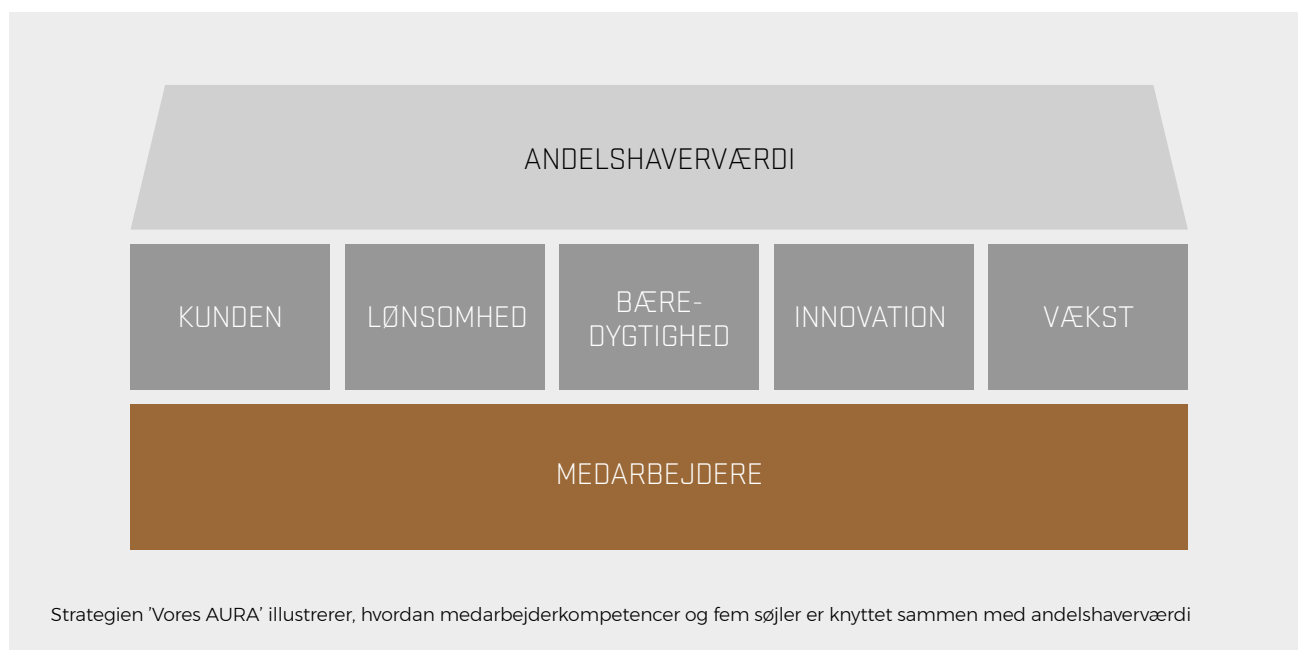 ANDELSHAVERVÆRDI
KUNDEN
LØNSOMHED
BÆRE-
DYGTIGHED
INNOVATION
VÆKST
MEDARBEJDERE
Strategien ’Vores AURA’ illustrerer, hvordan medarbejderkompetencer og fem søjler er knyttet sammen med andelshaverværdi